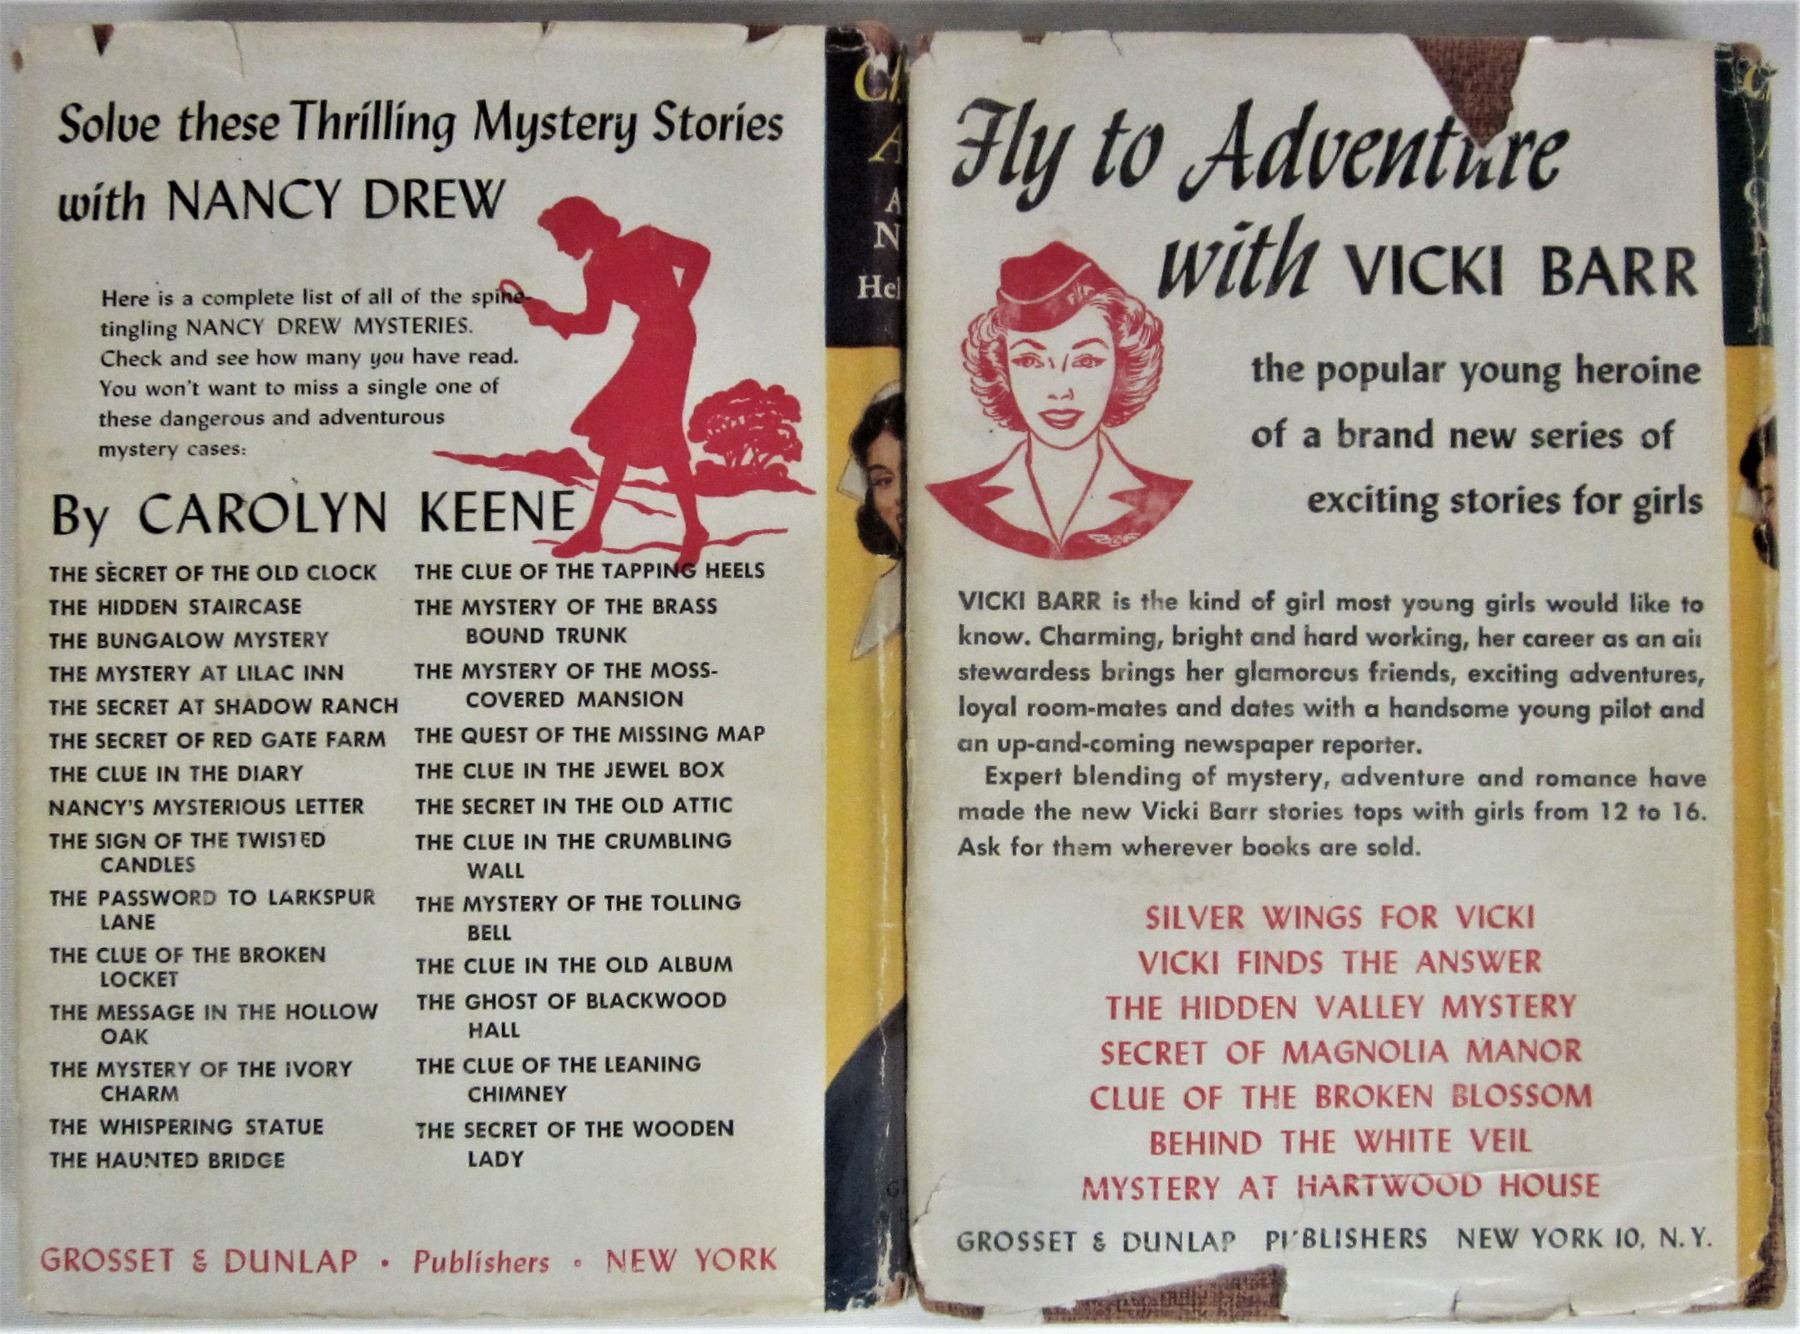 Solve these Thrilling Mystery Stories
with NANCY DREW
Here is a complete list of all of the spine-
tingling NANCY DREW MYSTERIES.
Check and see how many you have read.
You won't want to miss a single one of
these dangerous and adventurous
mystery cases:
By CAROLYN KEENE
THE SECRET OF THE OLD CLOCK
THE HIDDEN STAIRCASE
THE BUNGALOW MYSTERY
THE MYSTERY AT LILAC INN
THE SECRET AT SHADOW RANCH
THE SECRET OF RED GATE FARM
THE CLUE IN THE DIARY
NANCY'S MYSTERIOUS LETTER
THE SIGN OF THE TWISTED
CANDLES
THE PASSWORD TO LARKSPUR
LANE
THE CLUE OF THE BROKEN
LOCKET
THE MESSAGE IN THE HOLLOW
OAK
THE MYSTERY OF THE IVORY
CHARM
THE WHISPERING STATUE
THE HAUNTED BRIDGE
THE CLUE OF THE TAPPING HEELS
THE MYSTERY OF THE BRASS
BOUND TRUNK
THE MYSTERY OF THE MOSS-
COVERED MANSION
THE QUEST OF THE MISSING MAP
THE CLUE IN THE JEWEL BOX
THE SECRET IN THE OLD ATTIC
THE CLUE IN THE CRUMBLING
WALL
THE MYSTERY OF THE TOLLING
BELL
THE CLUE IN THE OLD ALBUM
THE GHOST OF BLACKWOOD
HALL
THE CLUE OF THE LEANING
CHIMNEY
THE SECRET OF THE WOODEN
LADY
GROSSET & DUNLAP • Publishers • NEW YORK
Fly to Adventure
with VICKI BARR
the popular young heroine
of a brand new series of
exciting stories for girls
VICKI BARR is the kind of girl most young girls would like to
know. Charming, bright and hard working, her career as an air
stewardess brings her glamorous friends, exciting adventures,
loyal room-mates and dates with a handsome young pilot and
an up-and-coming newspaper reporter.
Expert blending of mystery, adventure and romance have
made the new Vicki Barr stories tops with girls from 12 to 16.
Ask for them wherever books are sold.
SILVER WINGS FOR VICKI
VICKI FINDS THE ANSWER
THE HIDDEN VALLEY MYSTERY
SECRET OF MAGNOLIA MANOR
CLUE OF THE BROKEN BLOSSOM
BEHIND THE WHITE VEIL
MYSTERY AT HARTWOOD HOUSE
GROSSET & DUNLAP PUBLISHERS NEW YORK 10, N.Y.